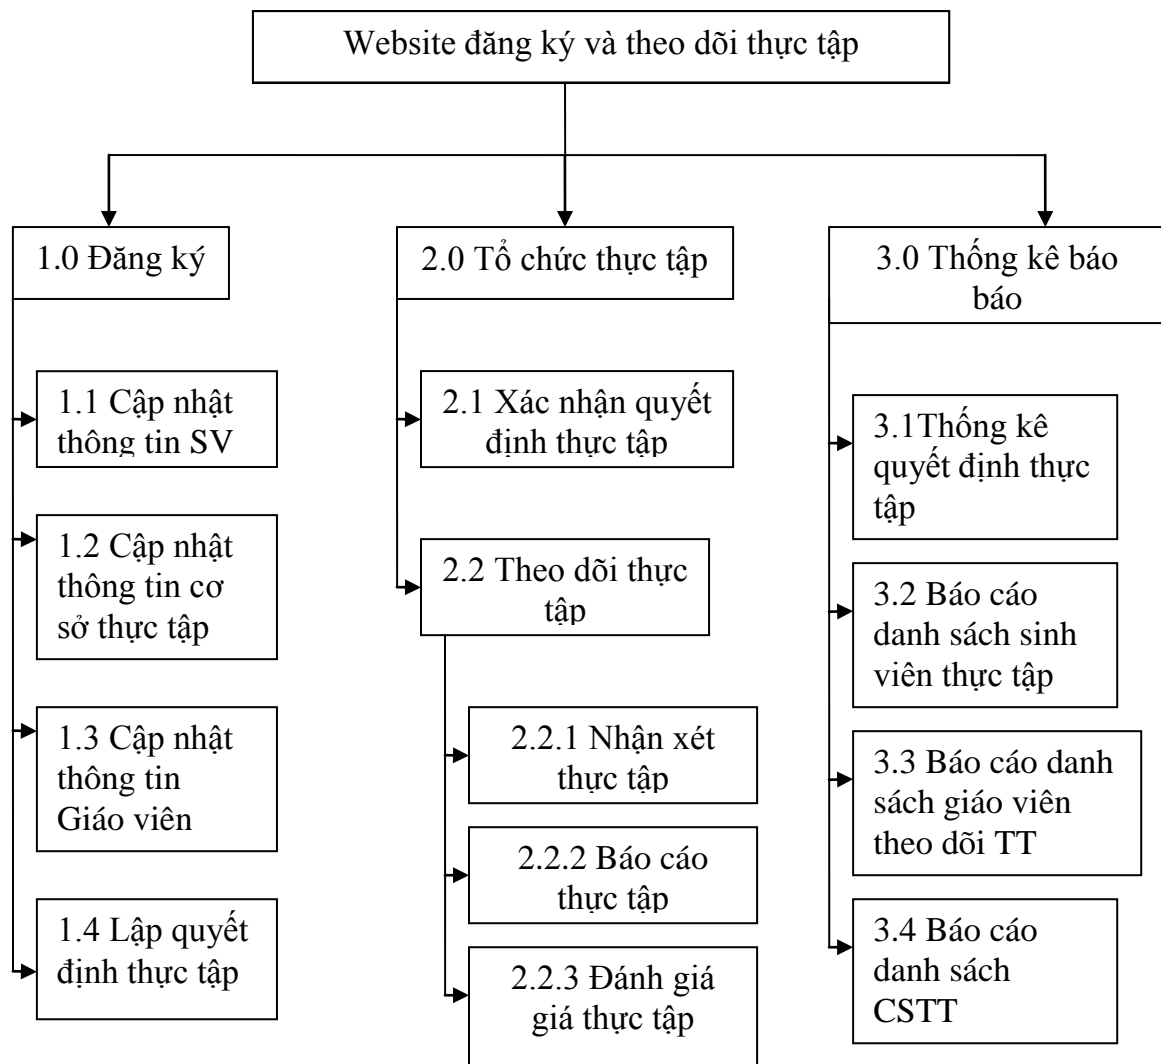 Website đăng ký và theo dõi thực tập
1.0 Đăng ký
1.1 Cập nhật
thông tin SV
1.2 Cập nhật
thông tin cơ
sở thực tập
1.3 Cập nhật
thông tin
Giáo viên
1.4 Lập quyết
định thực tập
2.0 Tổ chức thực tập
2.1 Xác nhận quyết
định thực tập
2.2 Theo dõi thực
tập
2.2.1 Nhận xét
thực tập
2.2.2 Báo cáo
thực tập
2.2.3 Đánh giá
giá thực tập
3.0 Thống kê báo
báo
3.1Thống kê
quyết định thực
tập
3.2 Báo cáo
danh sách sinh
viên thực tập
3.3 Báo cáo danh
sách giáo viên
theo dõi TT
3.4 Báo cáo
danh sách
CSTT